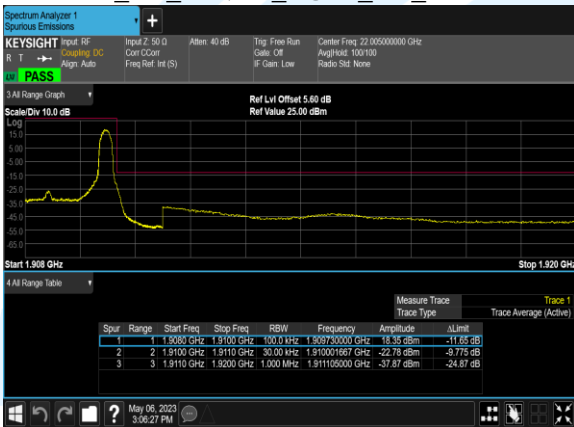 Spectrum Analyzer 1
Spurious Emissions
+
KEYSIGHT Input: RF Input Z: 50 Ω Atten: 40 dB Trig: Free Run Center Freq: 22.005000000 GHz
R T Coupling: DC Corr CCorr Gate: Off Avg|Hold: 100/100
Align: Auto Freq Ref: Int (S) IF Gain: Low Radio Std: None
PASS
3 All Range Graph
Ref Lvl Offset 5.60 dB
Scale/Div 10.0 dB Ref Value 25.00 dBm
Log
15.0
5.00
-5.00
-15.0
-25.0
-35.0
-45.0
-55.0
-65.0
Start 1.908 GHz Stop 1.920 GHz
4 All Range Table
Measure Trace Trace 1
Trace Type Trace Average (Active)
Spur Range Start Freq Stop Freq RBW Frequency Amplitude ΔLimit
1 1 1.9080 GHz 1.9100 GHz 100.0 kHz 1.909730000 GHz 18.35 dBm -11.65 dB
2 2 1.9100 GHz 1.9110 GHz 30.00 kHz 1.910001667 GHz -22.78 dBm -9.775 dB
3 3 1.9110 GHz 1.9200 GHz 1.000 MHz 1.911105000 GHz -37.87 dBm -24.87 dB
?
May 06, 2023
3:06:27 PM